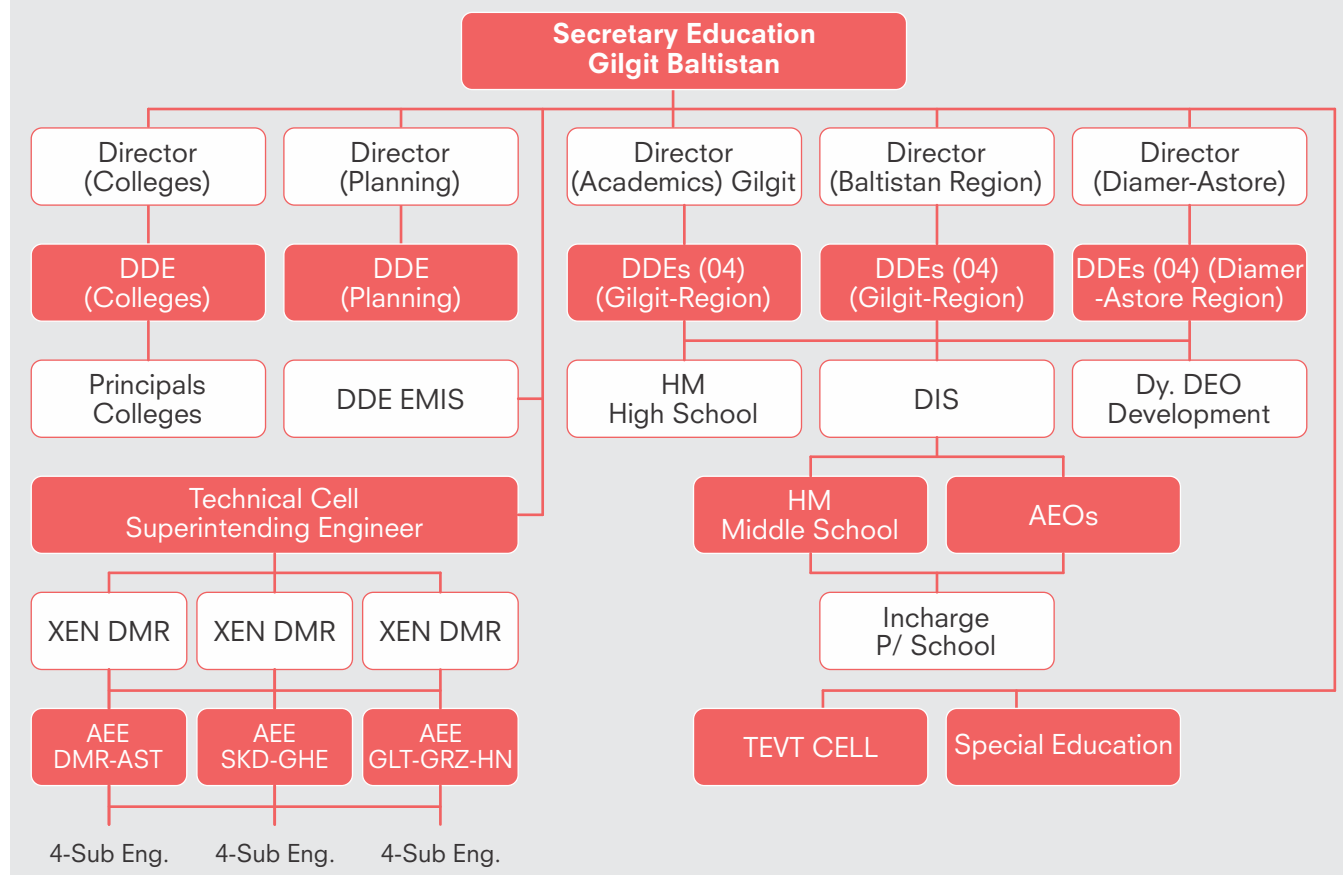 Secretary Education
Gilgit Baltistan
Director
(Colleges)
Director
(Planning)
Director
(Academics) Gilgit
Director
(Baltistan Region)
Director
(Diamer-Astore)
DDE
(Colleges)
DDE
(Planning)
DDEs (04)
(Gilgit-Region)
DDEs (04)
(Gilgit-Region)
DDEs (04) (Diamer
-Astore Region)
Principals
Colleges
DDE EMIS
HM
High School
DIS
Dy. DEO
Development
Technical Cell
Superintending Engineer
HM
Middle School
AEOs
XEN DMR
XEN DMR
XEN DMR
Incharge
P/ School
AEE
DMR-AST
AEE
SKD-GHE
AEE
GLT-GRZ-HN
TEVT CELL
Special Education
4-Sub Eng.
4-Sub Eng.
4-Sub Eng.